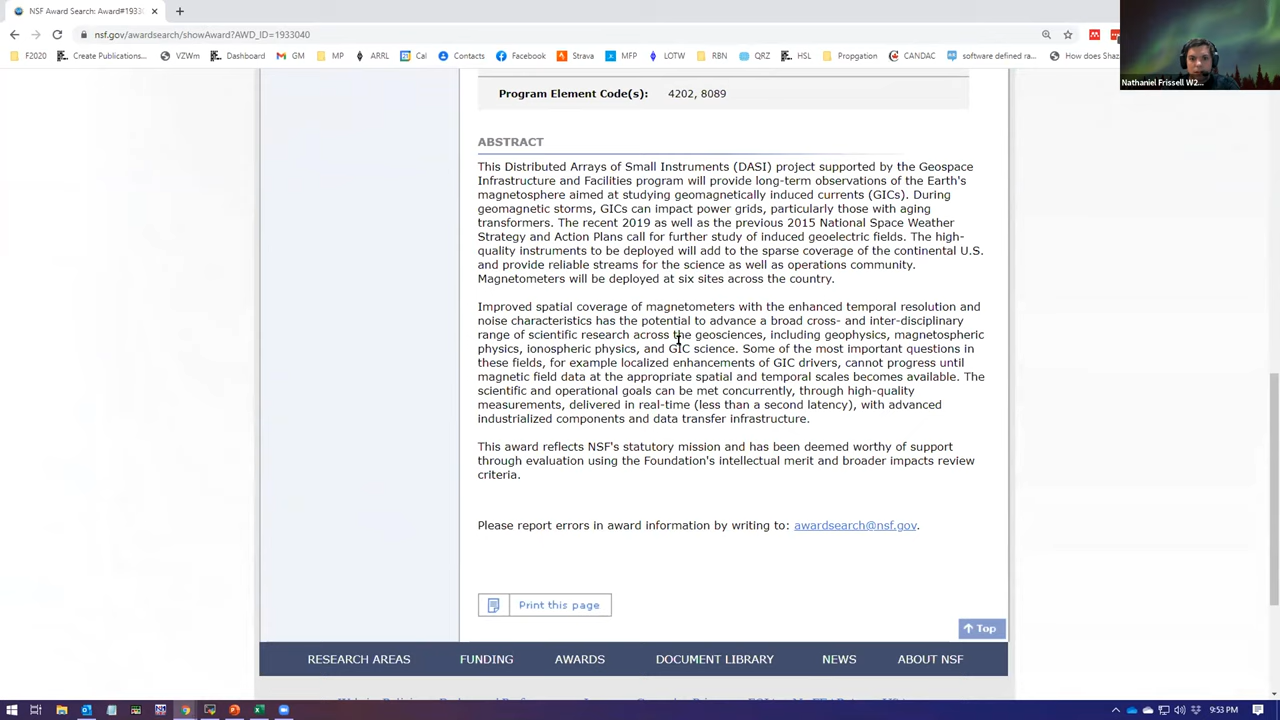 NSF Award Search: Award#1933
nsf.gov/awardsearch/showAward?AWD_ID=1933040
F2020 Create Publications... VZWm Dashboard GM MP ARRL Cal Contacts Facebook Strava MFP LOTW RBN QRZ HSL Propgation CANDAC software defined ra... How does Shaz
Nathaniel Frissell W2...
Program Element Code(s): 4202, 8089
ABSTRACT
This Distributed Arrays of Small Instruments (DASI) project supported by the Geospace
Infrastructure and Facilities program will provide long-term observations of the Earth's
magnetosphere aimed at studying geomagnetically induced currents (GICs). During
geomagnetic storms, GICs can impact power grids, particularly those with aging
transformers. The recent 2019 as well as the previous 2015 National Space Weather
Strategy and Action Plans call for further study of induced geoelectric fields. The high-
quality instruments to be deployed will add to the sparse coverage of the continental U.S.
and provide reliable streams for the science as well as operations community.
Magnetometers will be deployed at six sites across the country.
Improved spatial coverage of magnetometers with the enhanced temporal resolution and
noise characteristics has the potential to advance a broad cross- and inter-disciplinary
range of scientific research across the geosciences, including geophysics, magnetospheric
physics, ionospheric physics, and GIC science. Some of the most important questions in
these fields, for example localized enhancements of GIC drivers, cannot progress until
magnetic field data at the appropriate spatial and temporal scales becomes available. The
scientific and operational goals can be met concurrently, through high-quality
measurements, delivered in real-time (less than a second latency), with advanced
industrialized components and data transfer infrastructure.
This award reflects NSF's statutory mission and has been deemed worthy of support
through evaluation using the Foundation's intellectual merit and broader impacts review
criteria.
Please report errors in award information by writing to: awardsearch@nsf.gov.
Print this page
Top
RESEARCH AREAS FUNDING AWARDS DOCUMENT LIBRARY NEWS ABOUT NSF
9:53 PM